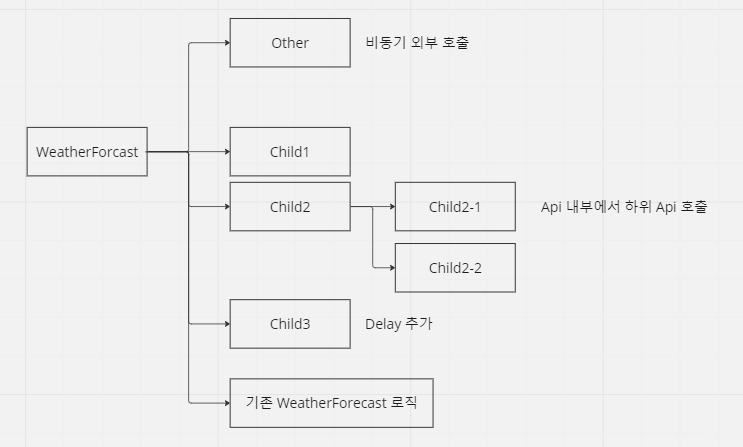 Other
비동기 외부 호출
WeatherForcast
Child1
Child2
Child2-1
Api 내부에서 하위 Api 호출
Child2-2
Child3
Delay 추가
기존 WeatherForecast 로직